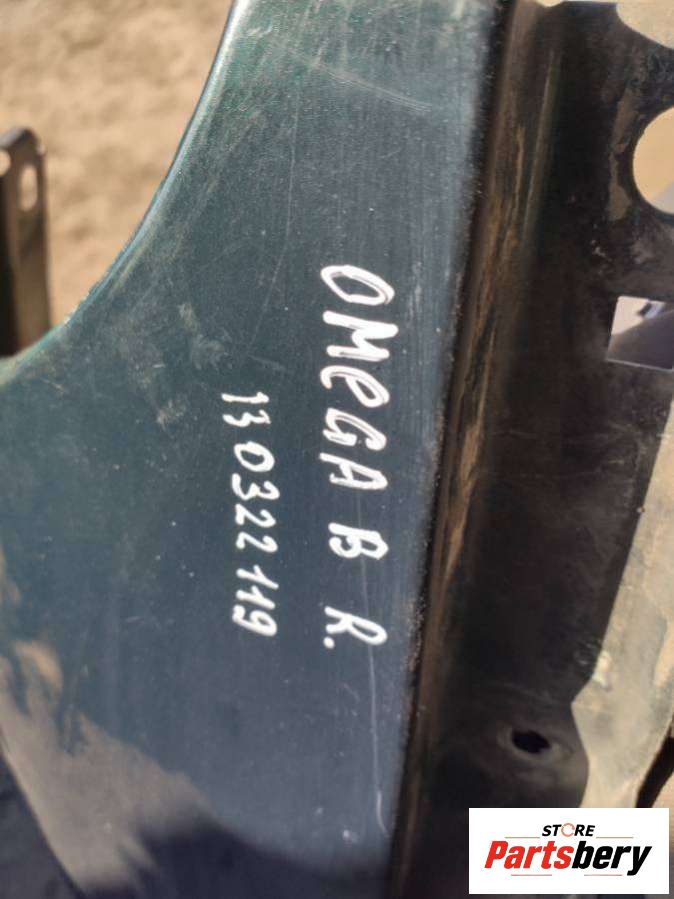 OMEGA B R.
13 0322 119
STORE
Partsbery